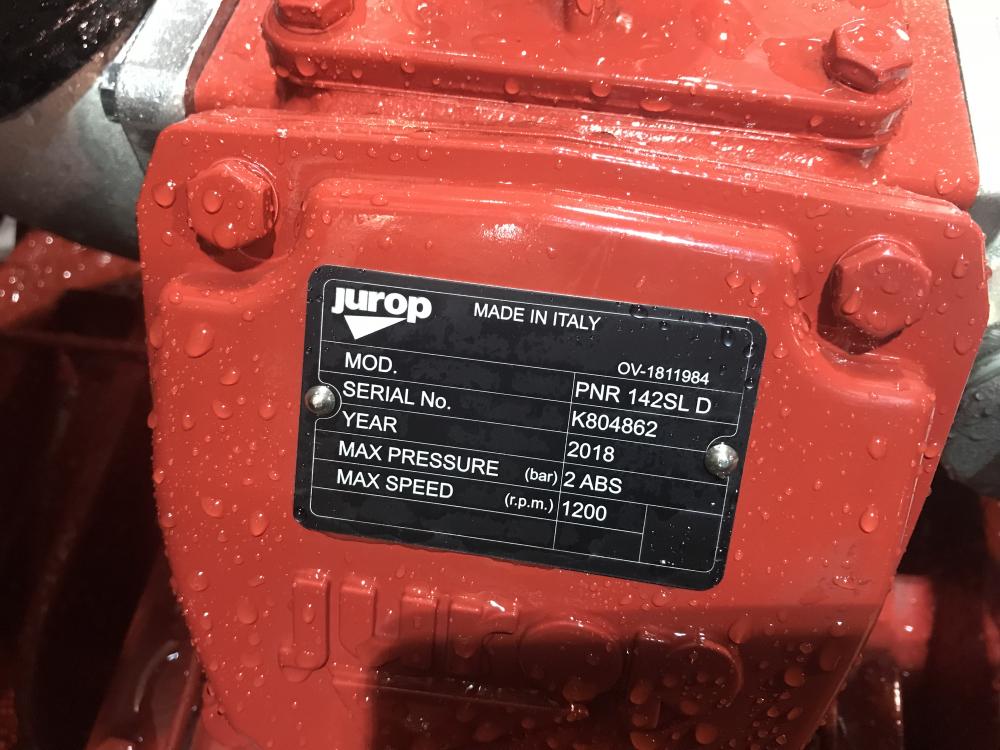 jurop MADE IN ITALY
OV-1811984
MOD. PNR 142SL D
SERIAL No. K804862
YEAR 2018
MAX PRESSURE (bar) 2 ABS
MAX SPEED (r.p.m.) 1200
jurop